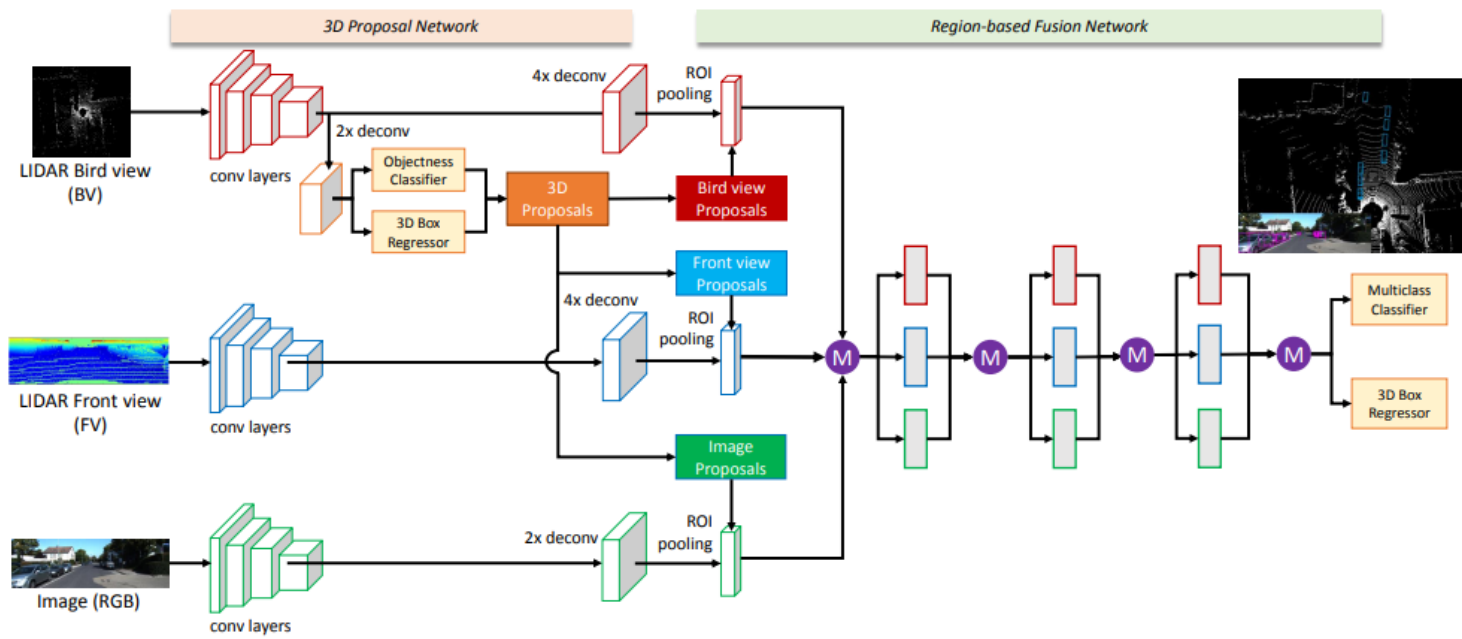 3D Proposal Network
Region-based Fusion Network
LIDAR Bird view
(BV)
conv layers
2x deconv
4x deconv
ROI
pooling
Objectness
Classifier
3D Box
Regressor
3D
Proposals
Bird view
Proposals
Front view
Proposals
LIDAR Front view
(FV)
conv layers
4x deconv
ROI
pooling
Image
Proposals
Image (RGB)
conv layers
2x deconv
ROI
pooling
M
M
M
M
Multiclass
Classifier
3D Box
Regressor